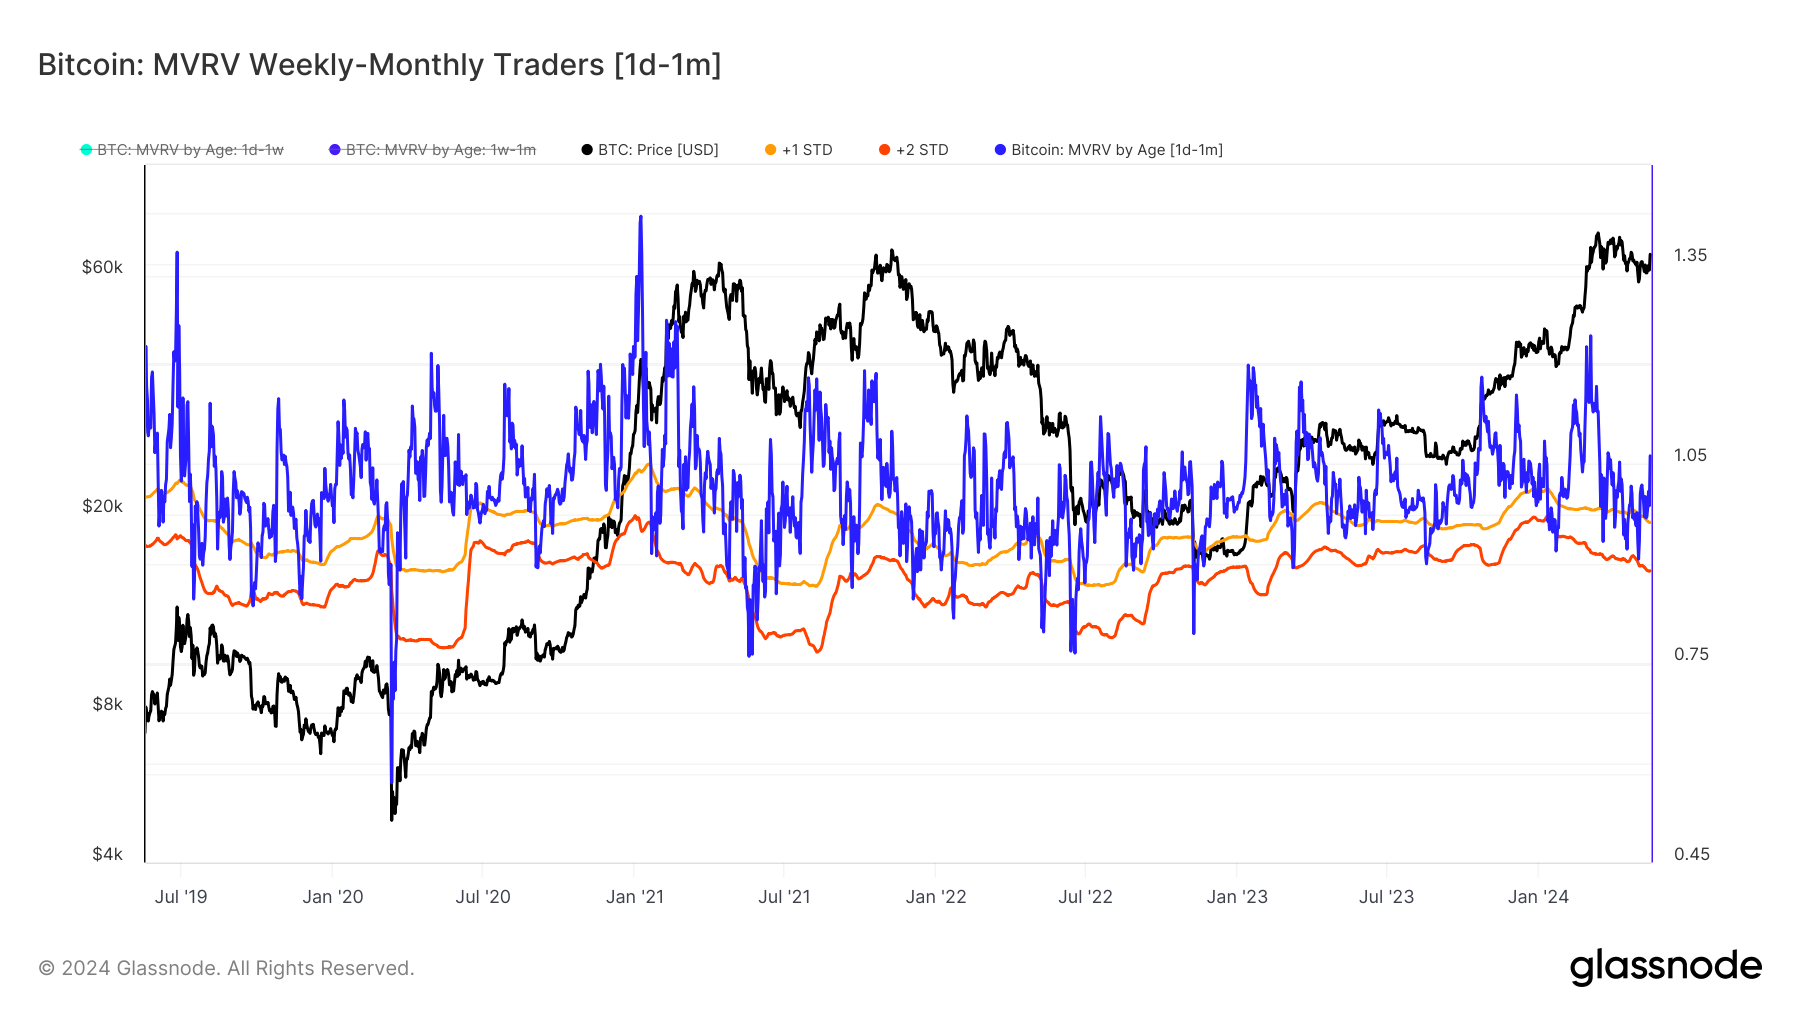 Bitcoin: MVRV Weekly-Monthly Traders [1d-1m]
BTC: MVRV by Age: 1d-1w BTC: MVRV by Age: 1w-1m BTC: Price [USD] +1 STD +2 STD Bitcoin: MVRV by Age [1d-1m]
$60k
$20k
$8k
$4k
1.35
1.05
0.75
0.45
Jul '19 Jan '20 Jul '20 Jan '21 Jul '21 Jan '22 Jul '22 Jan '23 Jul '23 Jan '24
© 2024 Glassnode. All Rights Reserved.
glassnode